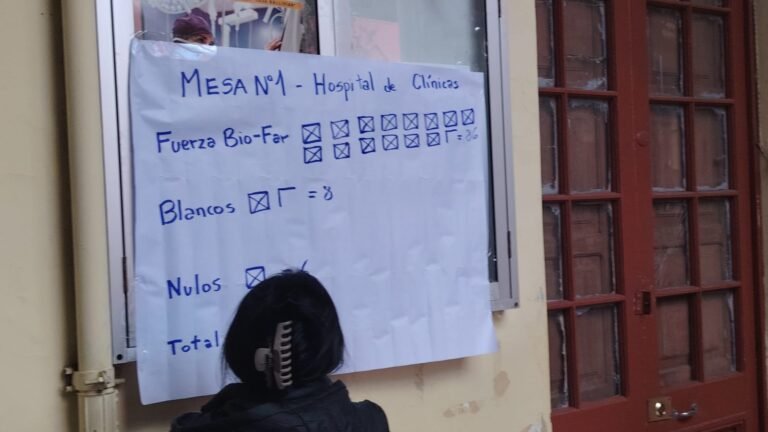 MESA Nº1 - Hospital de Clínicas
Fuerza Bio-Far
= 86
Blancos = 8
Nulos
Total